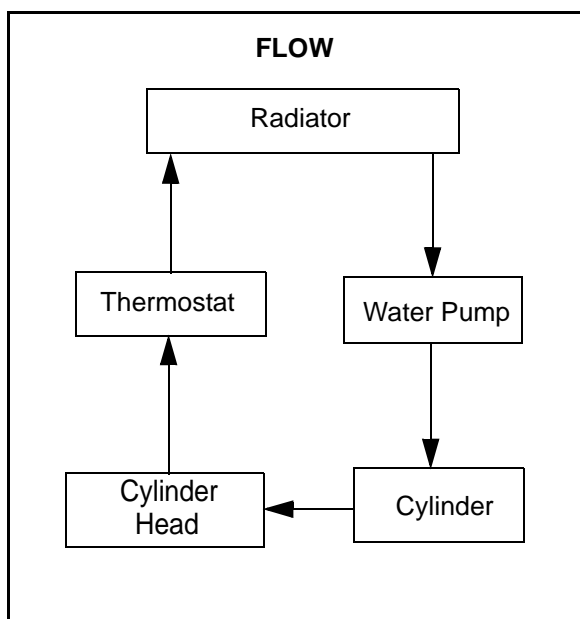 FLOW
Radiator
Thermostat
Water Pump
Cylinder
Head
Cylinder